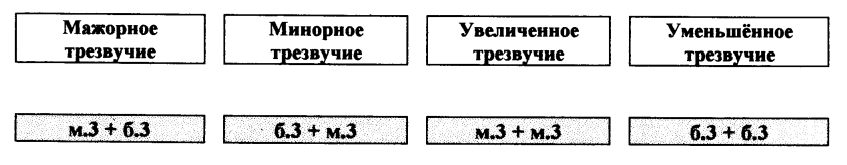 Мажорное
трезвучие
Минорное
трезвучие
Увеличенное
трезвучие
Уменьшённое
трезвучие
м.3 + б.3
б.3 + м.3
м.3 + м.3
б.3 + б.3